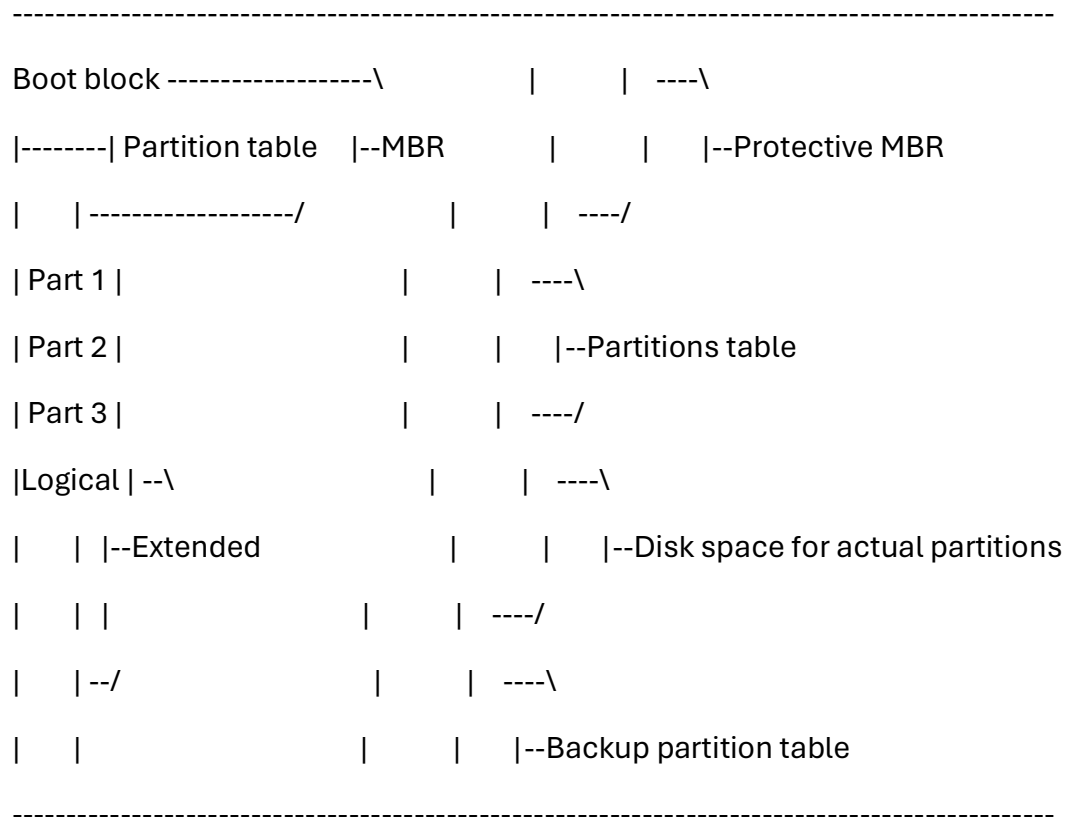 --------------------------------------------------------------------------------------------------
Boot block -------------------\                    |            |    ----\
|--------| Partition table     |--MBR              |            |        |--Protective MBR
|        | -------------------/                    |            |    ----/
| Part 1 |                                         |            |    ----\
| Part 2 |                                         |            |        |--Partitions table
| Part 3 |                                         |            |    ----/
|Logical | --\                                     |            |    ----\
|        |   |--Extended                           |            |        |--Disk space for actual partitions
|        |   |                                     |            |    ----/
|        | --/                                     |            |    ----\
|        |                                         |            |        |--Backup partition table
--------------------------------------------------------------------------------------------------